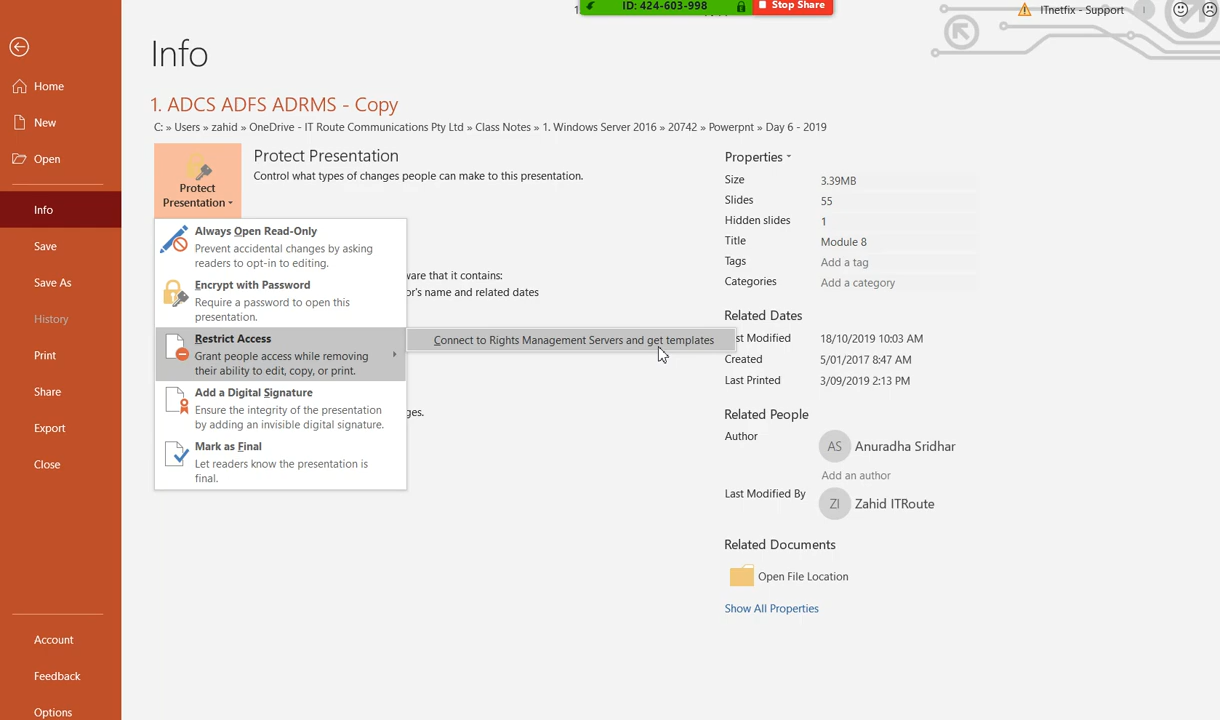 ID: 424-603-998
Stop Share
ITnetfix - Support
I
Info
Home
New
Open
Info
Save
Save As
History
Print
Share
Export
Close
Account
Feedback
Options
1. ADCS ADFS ADRMS - Copy
C: » Users » zahid » OneDrive - IT Route Communications Pty Ltd » Class Notes » 1. Windows Server 2016 » 20742 » Powerpnt » Day 6 - 2019
Protect
Presentation
Protect Presentation
Control what types of changes people can make to this presentation.
Always Open Read-Only
Prevent accidental changes by asking
readers to opt-in to editing.
Encrypt with Password
Require a password to open this
presentation.
Restrict Access
Grant people access while removing
their ability to edit, copy, or print.
Connect to Rights Management Servers and get templates
Add a Digital Signature
Ensure the integrity of the presentation
by adding an invisible digital signature.
Mark as Final
Let readers know the presentation is
final.
ware that it contains:
or's name and related dates
ges.
Properties
Size 3.39MB
Slides 55
Hidden slides 1
Title Module 8
Tags Add a tag
Categories Add a category
Related Dates
st Modified 18/10/2019 10:03 AM
Created 5/01/2017 8:47 AM
Last Printed 3/09/2019 2:13 PM
Related People
Author
AS Anuradha Sridhar
Add an author
Last Modified By
ZI Zahid ITRoute
Related Documents
Open File Location
Show All Properties